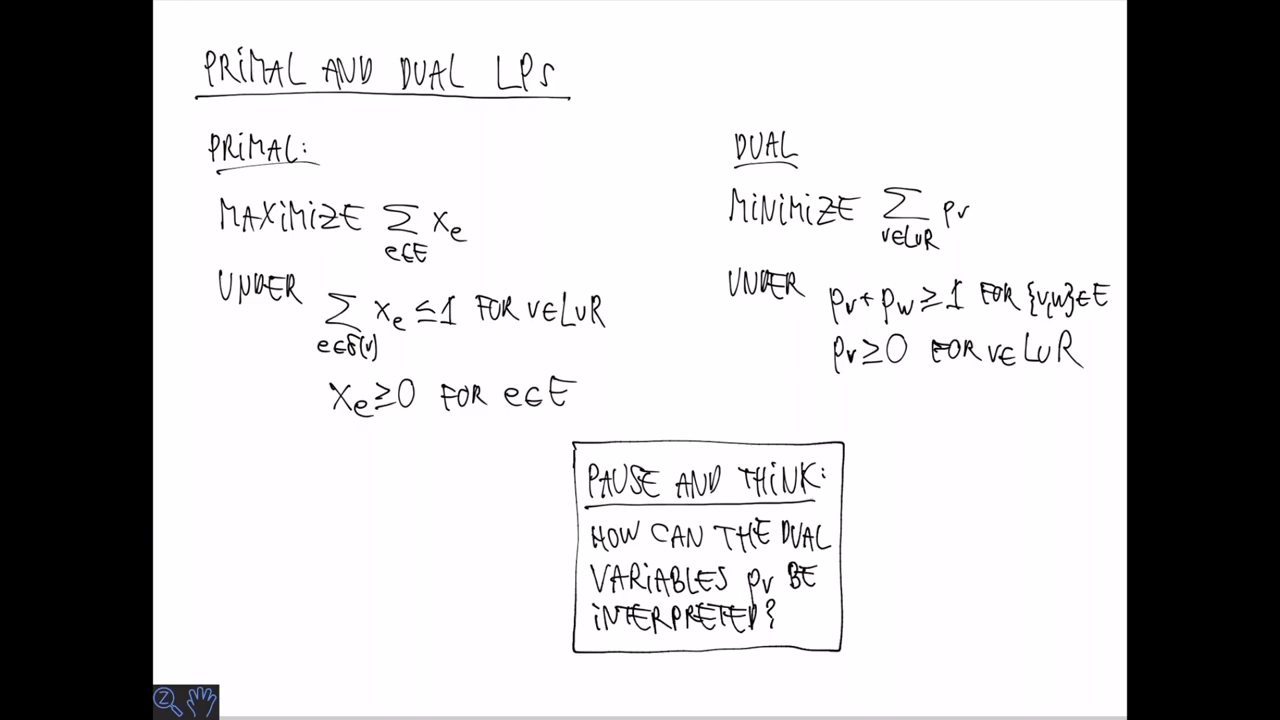 PRIMAL AND DUAL LPs
PRIMAL:
MAXIMIZE ∑ xₑ
e∈E
UNDER
∑ xₑ ≤ 1 FOR v∈L∪R
e∈δ(v)
xₑ ≥ 0 FOR e∈E
DUAL
MINIMIZE ∑ pᵥ
v∈L∪R
UNDER
pᵥ + p_w ≥ 1 FOR {v,w}∈E
pᵥ ≥ 0 FOR v∈L∪R
PAUSE AND THINK:
HOW CAN THE DUAL
VARIABLES pᵥ BE
INTERPRETED?
Z